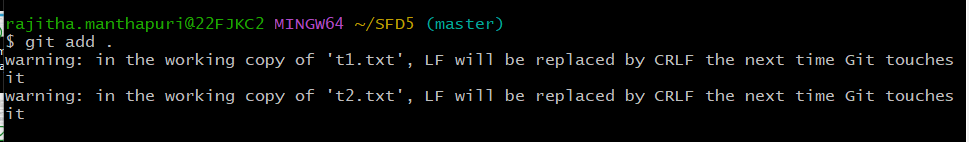 rajitha.manthapuri@22FJKC2 MINGW64 ~/SFD5 (master)
$ git add .
warning: in the working copy of 't1.txt', LF will be replaced by CRLF the next time Git touches
it
warning: in the working copy of 't2.txt', LF will be replaced by CRLF the next time Git touches
it